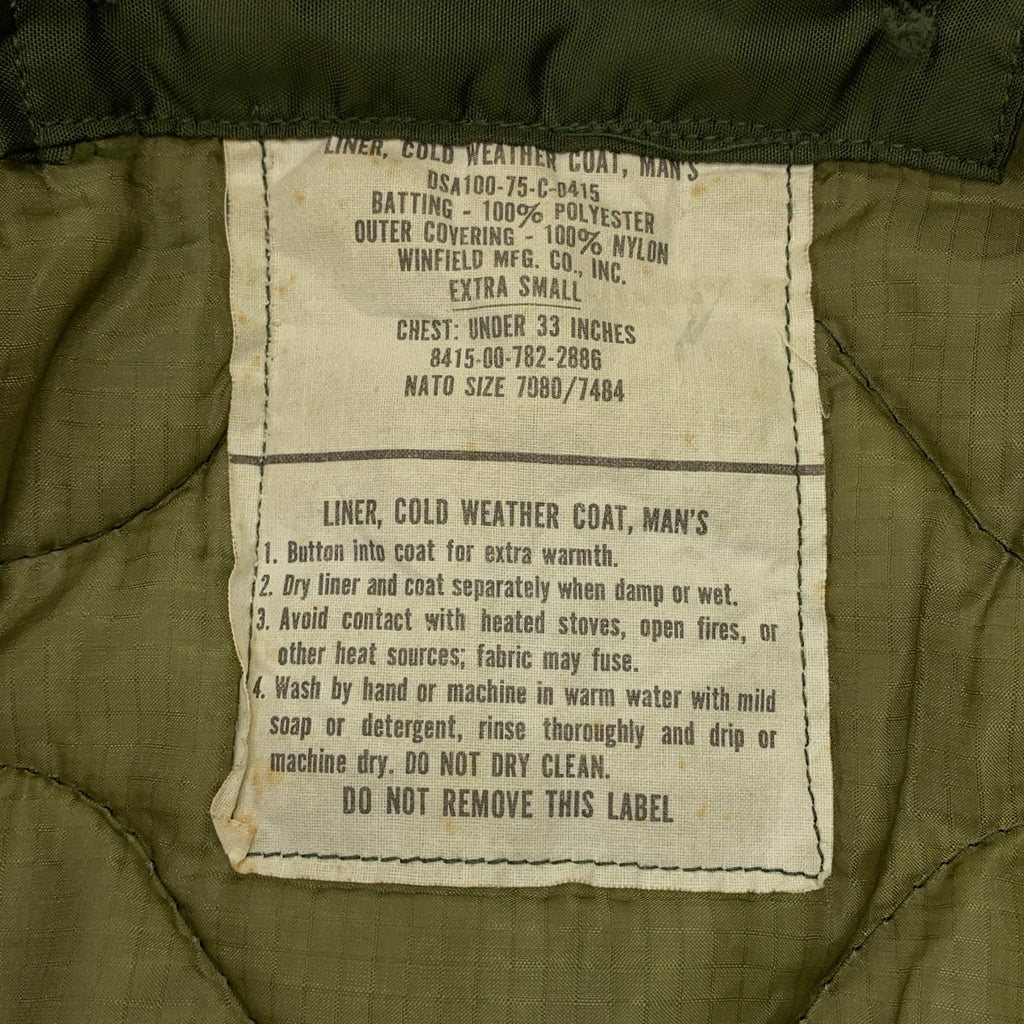 LINER, COLD WEATHER COAT, MAN'S
DSA100-75-C-0415
BATTING - 100% POLYESTER
OUTER COVERING - 100% NYLON
WINFIELD MFG. CO., INC.
EXTRA SMALL
CHEST: UNDER 33 INCHES
8415-00-782-2886
NATO SIZE 7080/7484
LINER, COLD WEATHER COAT, MAN'S
1. Button into coat for extra warmth.
2. Dry liner and coat separately when damp or wet.
3. Avoid contact with heated stoves, open fires, or
other heat sources; fabric may fuse.
4. Wash by hand or machine in warm water with mild
soap or detergent, rinse thoroughly and drip or
machine dry. DO NOT DRY CLEAN.
DO NOT REMOVE THIS LABEL